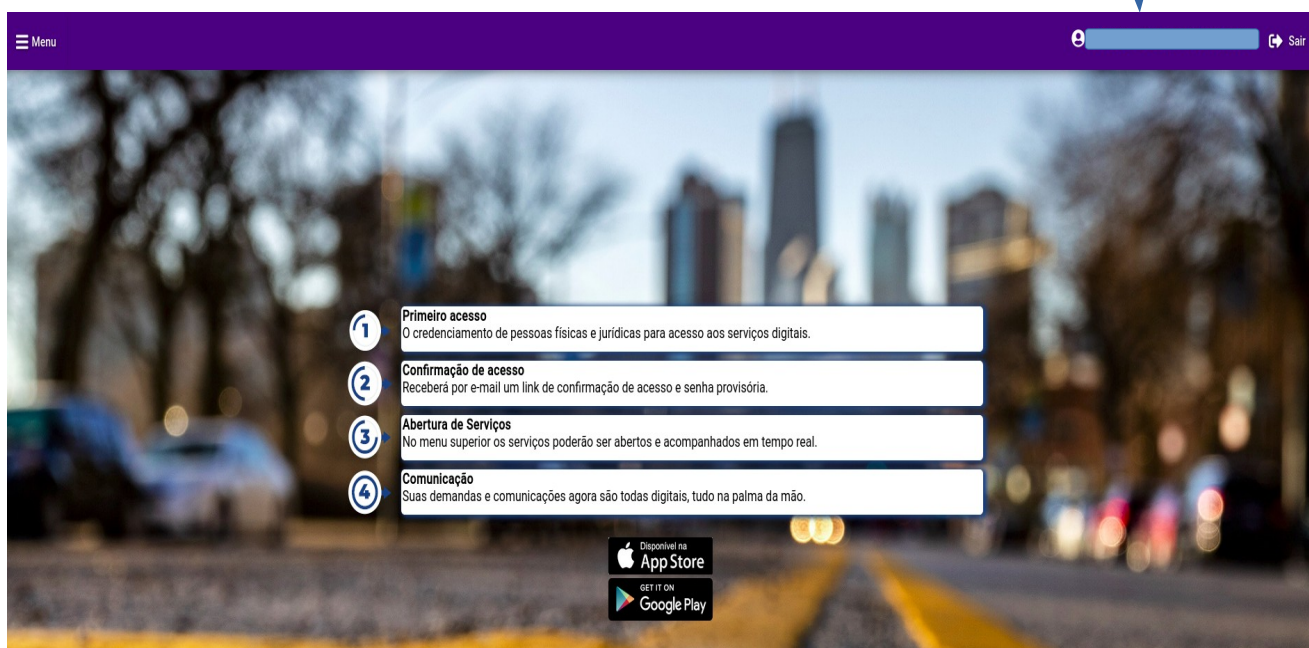 Menu
Sair
1
Primeiro acesso
O credenciamento de pessoas físicas e jurídicas para acesso aos serviços digitais.
2
Confirmação de acesso
Receberá por e-mail um link de confirmação de acesso e senha provisória.
3
Abertura de Serviços
No menu superior os serviços poderão ser abertos e acompanhados em tempo real.
4
Comunicação
Suas demandas e comunicações agora são todas digitais, tudo na palma da mão.
Disponível na
App Store
GET IT ON
Google Play